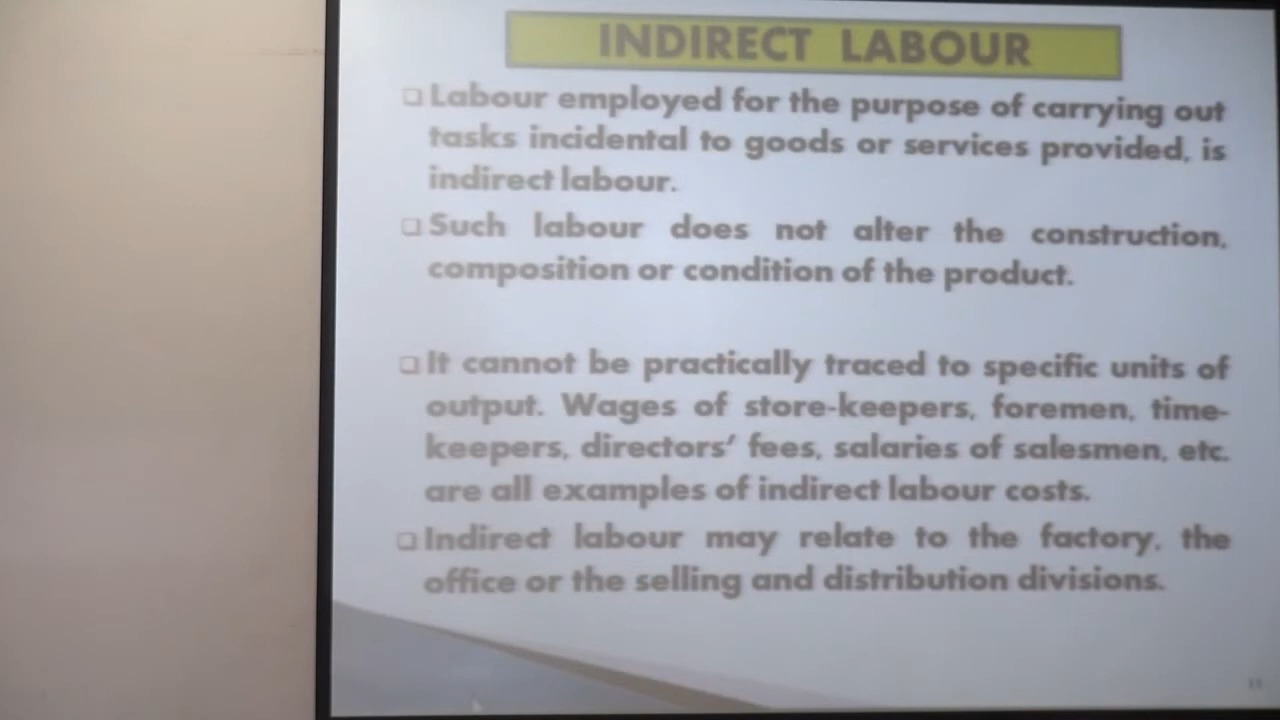 INDIRECT LABOUR
❑Labour employed for the purpose of carrying out
tasks incidental to goods or services provided, is
indirect labour.
❑Such labour does not alter the construction,
composition or condition of the product.
❑It cannot be practically traced to specific units of
output. Wages of store-keepers, foremen, time-
keepers, directors’ fees, salaries of salesmen, etc.
are all examples of indirect labour costs.
❑Indirect labour may relate to the factory, the
office or the selling and distribution divisions.